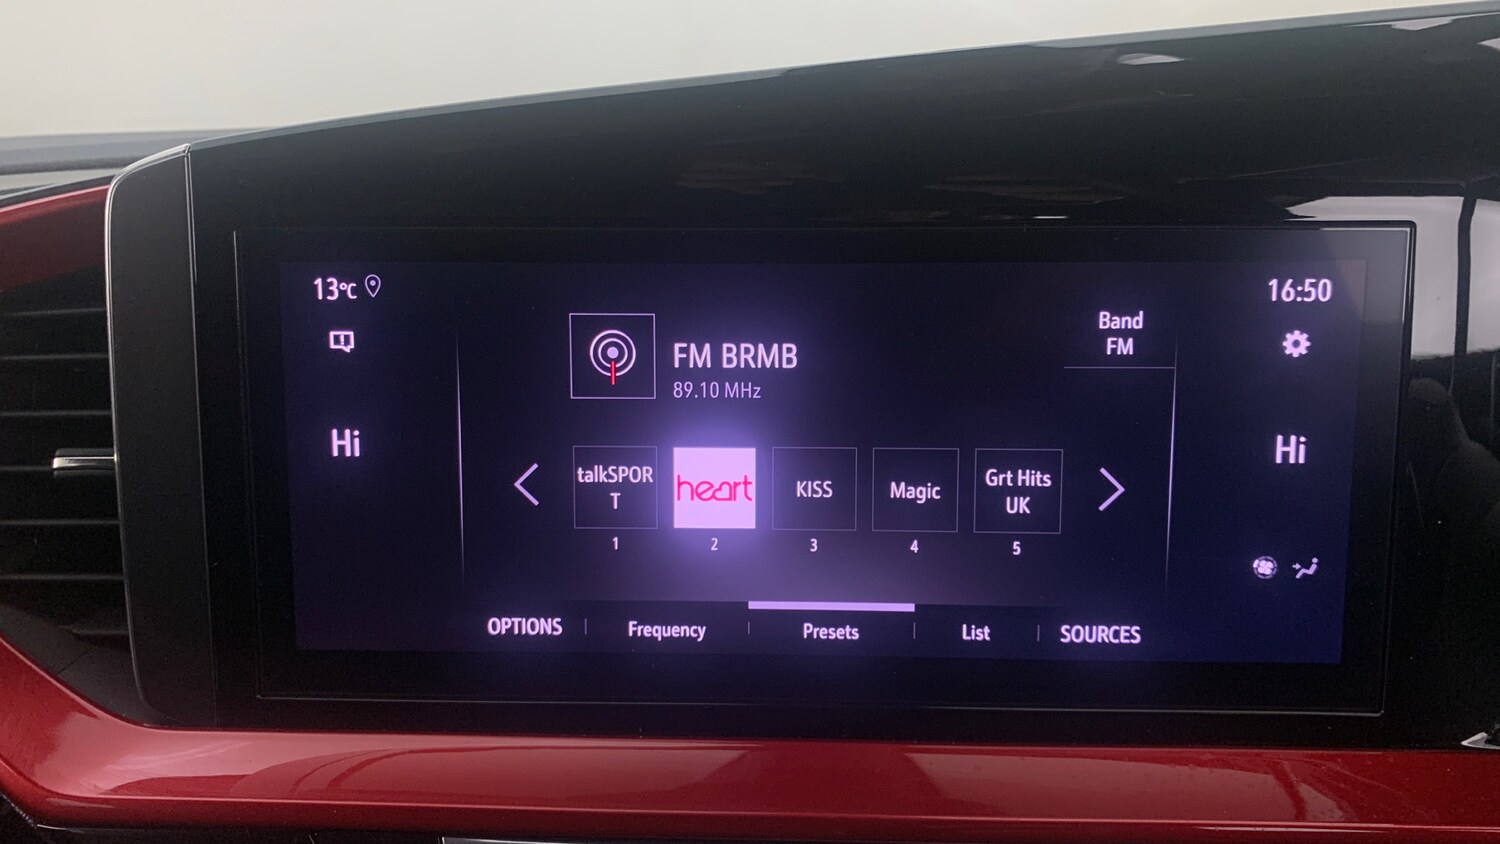 13°C
16:50
Band
FM
FM BRMB
89.10 MHz
Hi
Hi
talkSPOR
T
heart
KISS
Magic
Grt Hits
UK
1
2
3
4
5
OPTIONS
Frequency
Presets
List
SOURCES